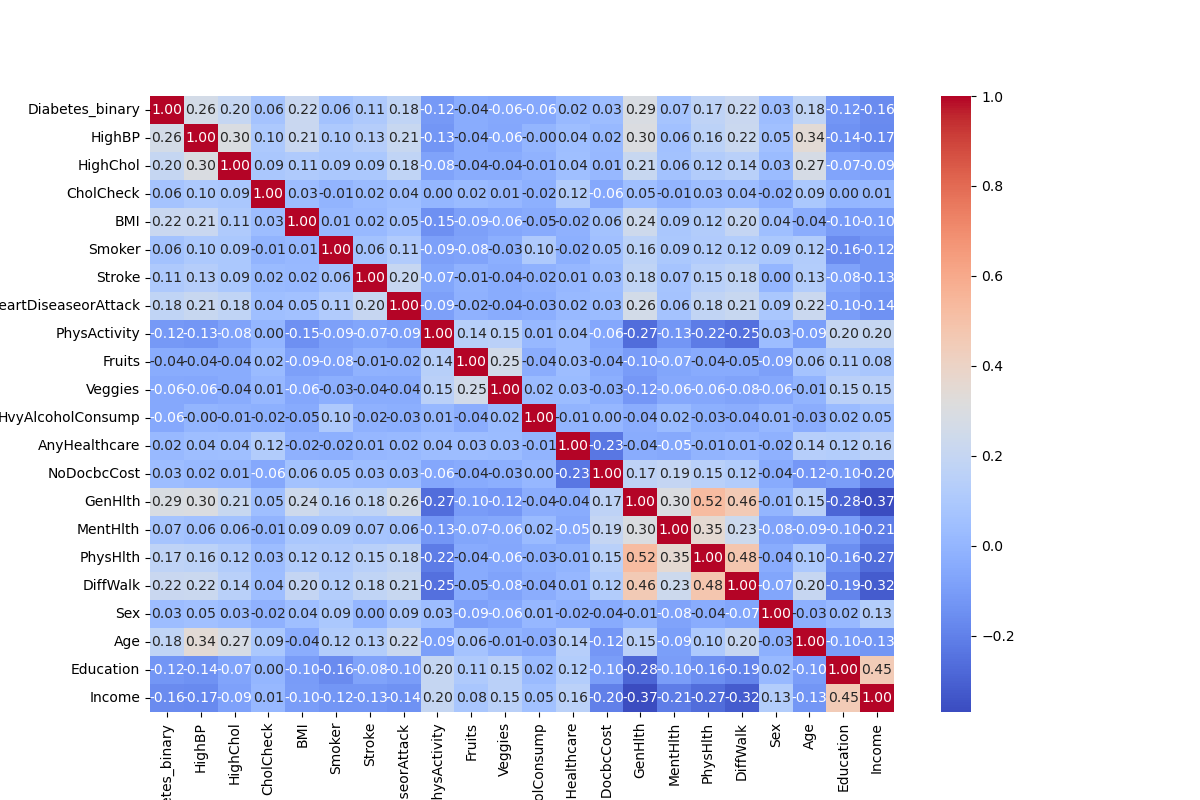 Diabetes_binary 1.00 0.26 0.20 0.06 0.22 0.06 0.11 0.18 -0.12 -0.04 -0.06 -0.06 0.02 0.03 0.29 0.07 0.17 0.22 0.03 0.18 -0.12 -0.16
HighBP 0.26 1.00 0.30 0.10 0.21 0.10 0.13 0.21 -0.13 -0.04 -0.06 -0.00 0.04 0.02 0.30 0.06 0.16 0.22 0.05 0.34 -0.14 -0.17
HighChol 0.20 0.30 1.00 0.09 0.11 0.09 0.09 0.18 -0.08 -0.04 -0.04 -0.01 0.04 0.01 0.21 0.06 0.12 0.14 0.03 0.27 -0.07 -0.09
CholCheck 0.06 0.10 0.09 1.00 0.03 -0.01 0.02 0.04 0.00 0.02 0.01 -0.02 0.12 -0.06 0.05 -0.01 0.03 0.04 -0.02 0.09 0.00 0.01
BMI 0.22 0.21 0.11 0.03 1.00 0.01 0.02 0.05 -0.15 -0.09 -0.06 -0.05 -0.02 0.06 0.24 0.09 0.12 0.20 0.04 -0.04 -0.10 -0.10
Smoker 0.06 0.10 0.09 -0.01 0.01 1.00 0.06 0.11 -0.09 -0.08 -0.03 0.10 -0.02 0.05 0.16 0.09 0.12 0.12 0.09 0.12 -0.16 -0.12
Stroke 0.11 0.13 0.09 0.02 0.02 0.06 1.00 0.20 -0.07 -0.01 -0.04 -0.02 0.01 0.03 0.18 0.07 0.15 0.18 0.00 0.13 -0.08 -0.13
eartDiseaseorAttack 0.18 0.21 0.18 0.04 0.05 0.11 0.20 1.00 -0.09 -0.02 -0.04 -0.03 0.02 0.03 0.26 0.06 0.18 0.21 0.09 0.22 -0.10 -0.14
PhysActivity -0.12 -0.13 -0.08 0.00 -0.15 -0.09 -0.07 -0.09 1.00 0.14 0.15 0.01 0.04 -0.06 -0.27 -0.13 -0.22 -0.25 0.03 -0.09 0.20 0.20
Fruits -0.04 -0.04 -0.04 0.02 -0.09 -0.08 -0.01 -0.02 0.14 1.00 0.25 -0.04 0.03 -0.04 -0.10 -0.07 -0.04 -0.05 -0.09 0.06 0.11 0.08
Veggies -0.06 -0.06 -0.04 0.01 -0.06 -0.03 -0.04 -0.04 0.15 0.25 1.00 0.02 0.03 -0.03 -0.12 -0.06 -0.06 -0.08 -0.06 -0.01 0.15 0.15
HvyAlcoholConsump -0.06 -0.00 -0.01 -0.02 -0.05 0.10 -0.02 -0.03 0.01 -0.04 0.02 1.00 -0.01 0.00 -0.04 0.02 -0.03 -0.04 0.01 -0.03 0.02 0.05
AnyHealthcare 0.02 0.04 0.04 0.12 -0.02 -0.02 0.01 0.02 0.04 0.03 0.03 -0.01 1.00 -0.23 -0.04 -0.05 -0.01 0.01 -0.02 0.14 0.12 0.16
NoDocbcCost 0.03 0.02 0.01 -0.06 0.06 0.05 0.03 0.03 -0.06 -0.04 -0.03 0.00 -0.23 1.00 0.17 0.19 0.15 0.12 -0.04 -0.12 -0.10 -0.20
GenHlth 0.29 0.30 0.21 0.05 0.24 0.16 0.18 0.26 -0.27 -0.10 -0.12 -0.04 -0.04 0.17 1.00 0.30 0.52 0.46 -0.01 0.15 -0.28 -0.37
MentHlth 0.07 0.06 0.06 -0.01 0.09 0.09 0.07 0.06 -0.13 -0.07 -0.06 0.02 -0.05 0.19 0.30 1.00 0.35 0.23 -0.08 -0.09 -0.10 -0.21
PhysHlth 0.17 0.16 0.12 0.03 0.12 0.12 0.15 0.18 -0.22 -0.04 -0.06 -0.03 -0.01 0.15 0.52 0.35 1.00 0.48 -0.04 0.10 -0.16 -0.27
DiffWalk 0.22 0.22 0.14 0.04 0.20 0.12 0.18 0.21 -0.25 -0.05 -0.08 -0.04 0.01 0.12 0.46 0.23 0.48 1.00 -0.07 0.20 -0.19 -0.32
Sex 0.03 0.05 0.03 -0.02 0.04 0.09 0.00 0.09 0.03 -0.09 -0.06 0.01 -0.02 -0.04 -0.01 -0.08 -0.04 -0.07 1.00 -0.03 0.02 0.13
Age 0.18 0.34 0.27 0.09 -0.04 0.12 0.13 0.22 -0.09 0.06 -0.01 -0.03 0.14 -0.12 0.15 -0.09 0.10 0.20 -0.03 1.00 -0.10 -0.13
Education -0.12 -0.14 -0.07 0.00 -0.10 -0.16 -0.08 -0.10 0.20 0.11 0.15 0.02 0.12 -0.10 -0.28 -0.10 -0.16 -0.19 0.02 -0.10 1.00 0.45
Income -0.16 -0.17 -0.09 0.01 -0.10 -0.12 -0.13 -0.14 0.20 0.08 0.15 0.05 0.16 -0.20 -0.37 -0.21 -0.27 -0.32 0.13 -0.13 0.45 1.00
etes_binary
HighBP
HighChol
CholCheck
BMI
Smoker
Stroke
seorAttack
hysActivity
Fruits
Veggies
olConsump
Healthcare
DocbcCost
GenHlth
MentHlth
PhysHlth
DiffWalk
Sex
Age
Education
Income
1.0
0.8
0.6
0.4
0.2
0.0
−0.2